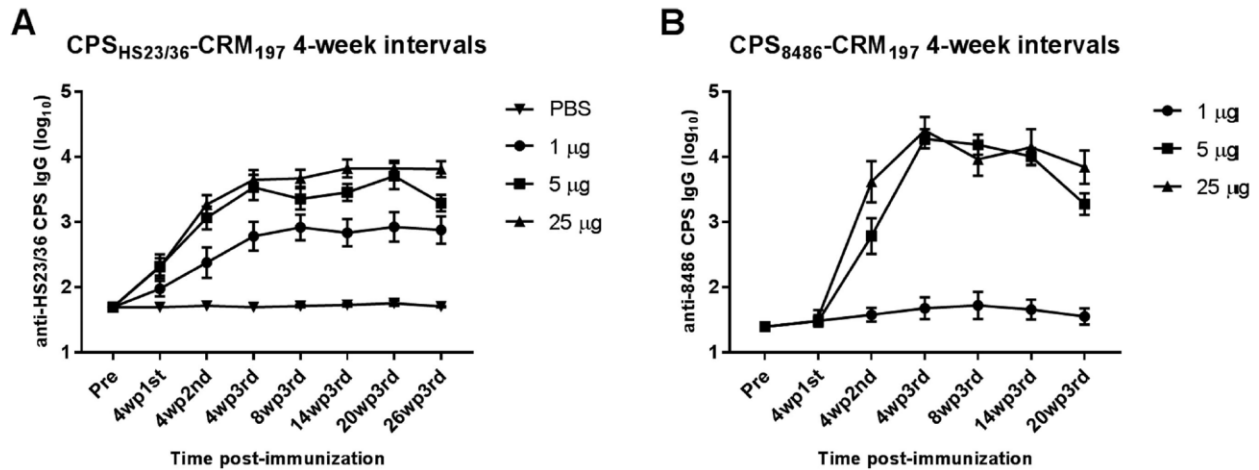 A
CPSHS23/36-CRM197 4-week intervals
anti-HS23/36 CPS IgG (log10)
5
4
3
2
1
Pre
4wp1st
4wp2nd
4wp3rd
8wp3rd
14wp3rd
20wp3rd
26wp3rd
Time post-immunization
PBS
1 μg
5 μg
25 μg
B
CPS8486-CRM197 4-week intervals
anti-8486 CPS IgG (log10)
5
4
3
2
1
Pre
4wp1st
4wp2nd
4wp3rd
8wp3rd
14wp3rd
20wp3rd
Time post-immunization
1 μg
5 μg
25 μg